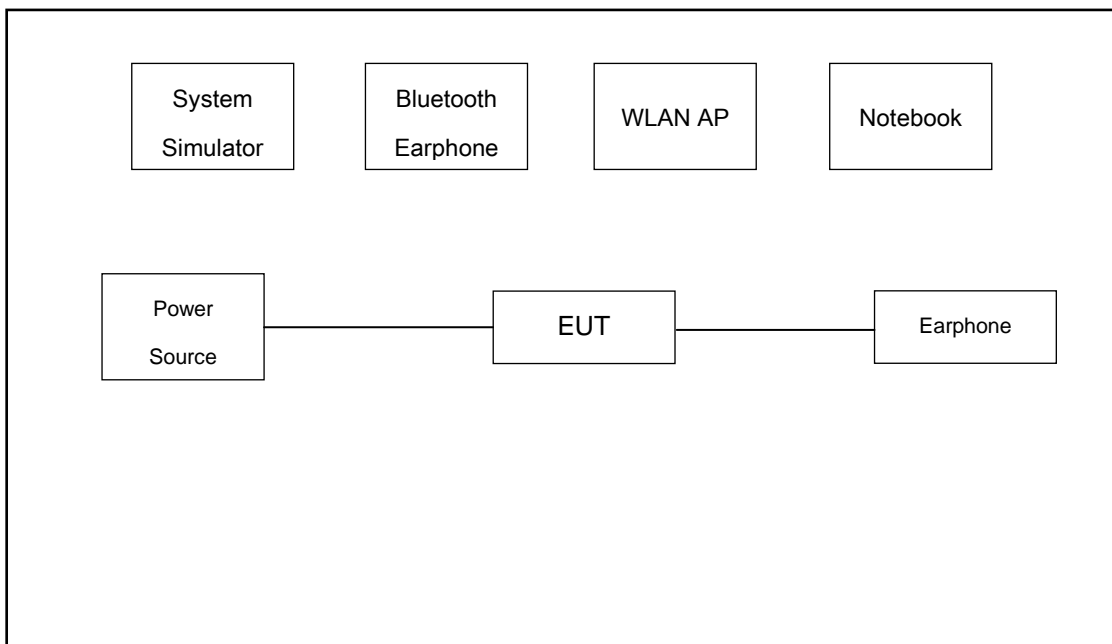 System
Simulator
Bluetooth
Earphone
WLAN AP
Notebook
Power
Source
EUT
Earphone